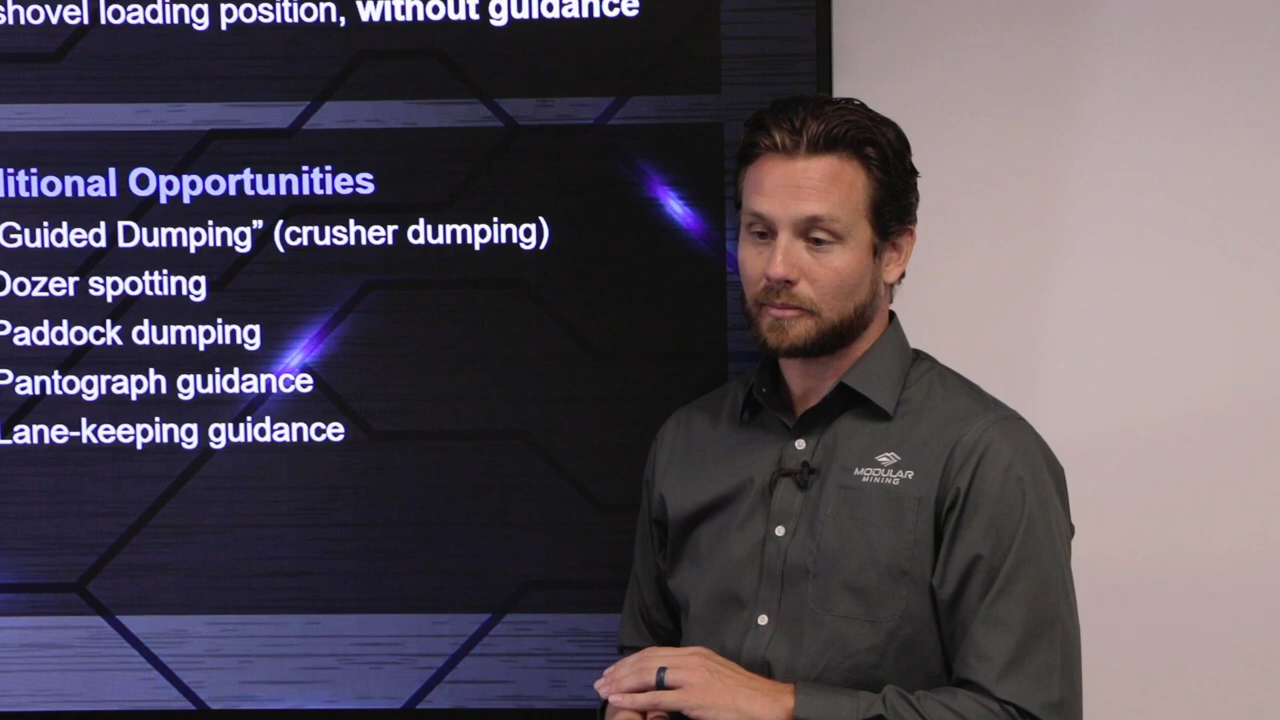 shovel loading position, without guidance
ditional Opportunities
"Guided Dumping" (crusher dumping)
Dozer spotting
Paddock dumping
Pantograph guidance
Lane-keeping guidance
MODULAR
MINING